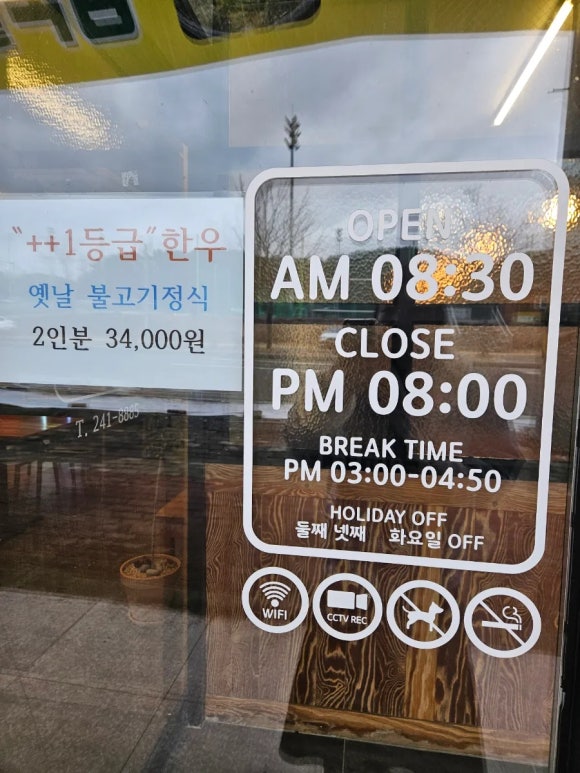 "++1등급"한우
옛날 불고기정식
2인분 34,000원
OPEN
AM 08:30
CLOSE
PM 08:00
BREAK TIME
PM 03:00-04:50
HOLIDAY OFF
둘째 넷째 화요일 OFF
WIFI
CCTV REC